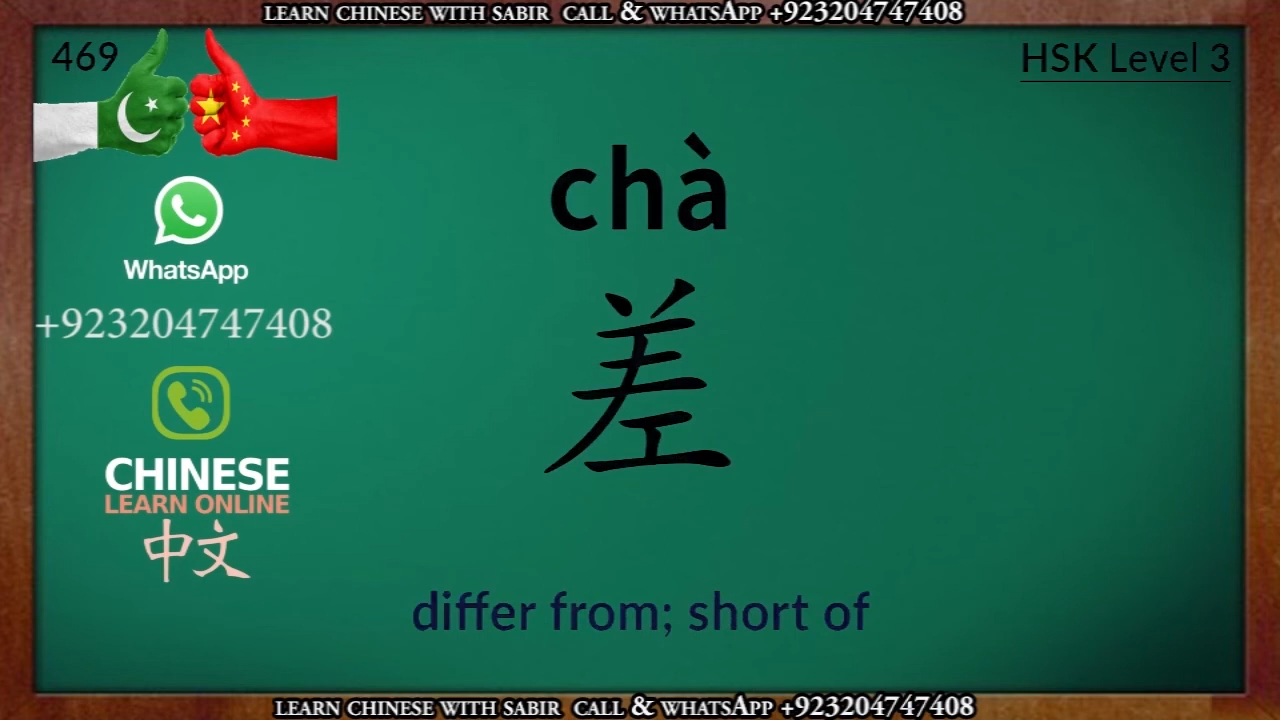 LEARN CHINESE WITH SABIR CALL & WHATSAPP +923204747408
469
HSK Level 3
chà
差
WhatsApp
+923204747408
CHINESE
LEARN ONLINE
中文
differ from; short of
LEARN CHINESE WITH SABIR CALL & WHATSAPP +923204747408